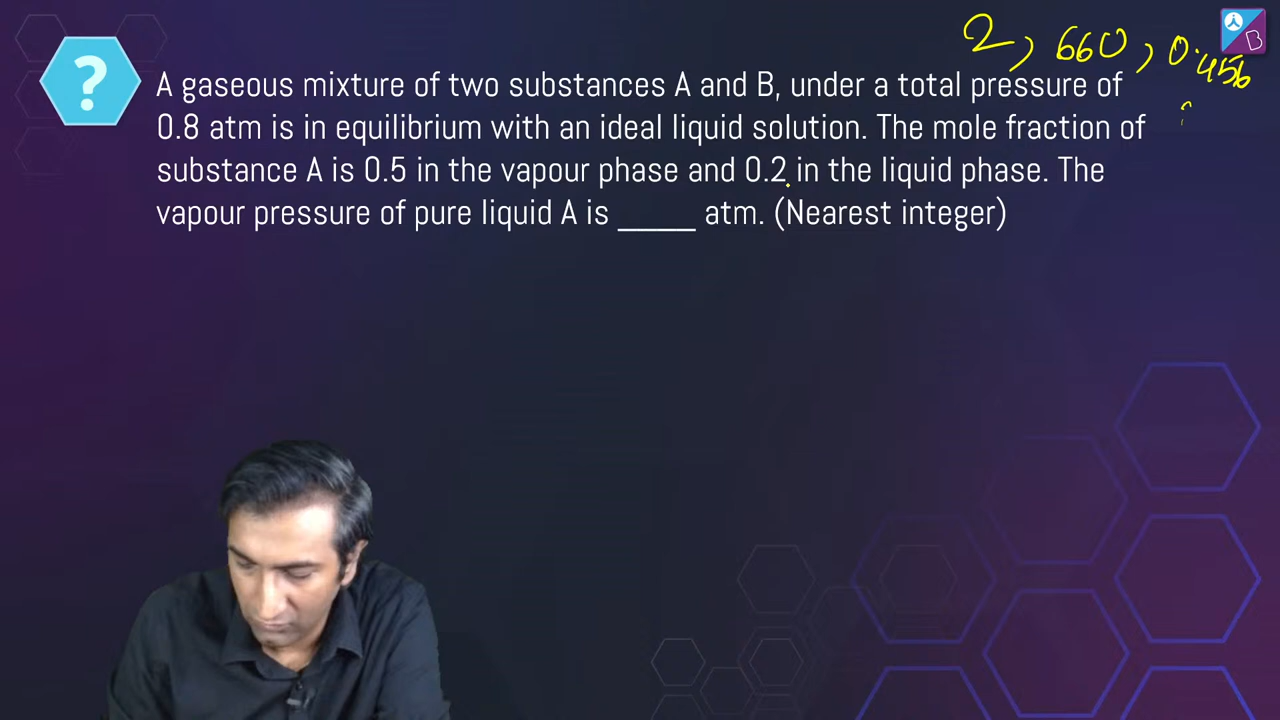 2, 660, 0.456
?
A gaseous mixture of two substances A and B, under a total pressure of
0.8 atm is in equilibrium with an ideal liquid solution. The mole fraction of
substance A is 0.5 in the vapour phase and 0.2 in the liquid phase. The
vapour pressure of pure liquid A is _____ atm. (Nearest integer)
B